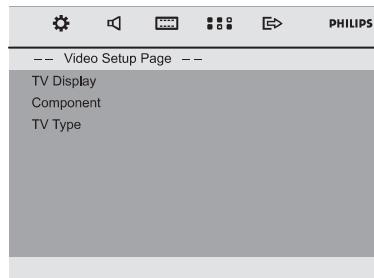 PHILIPS
-- Video Setup Page --
TV Display
Component
TV Type